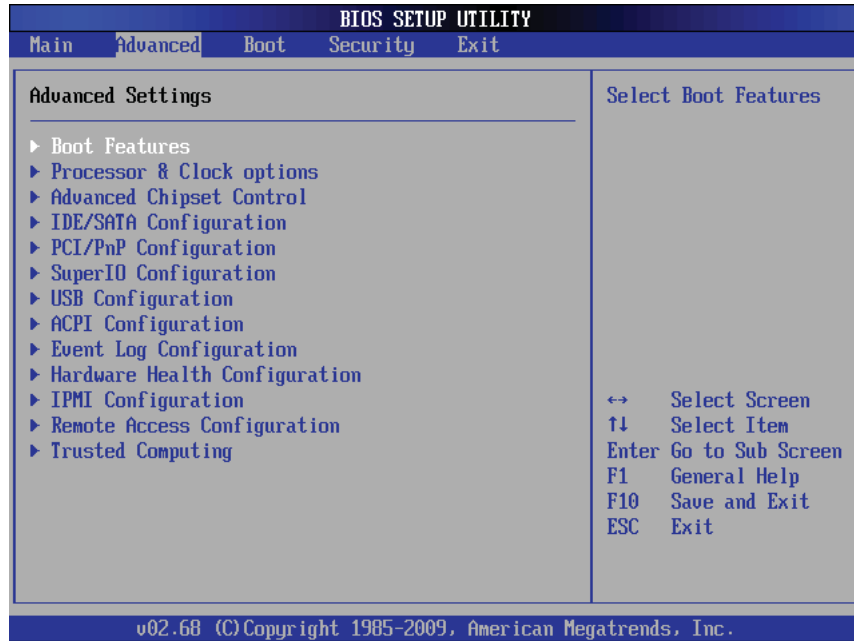 BIOS SETUP UTILITY
Main Advanced Boot Security Exit
Advanced Settings
▶ Boot Features
▶ Processor & Clock options
▶ Advanced Chipset Control
▶ IDE/SATA Configuration
▶ PCI/PnP Configuration
▶ SuperIO Configuration
▶ USB Configuration
▶ ACPI Configuration
▶ Event Log Configuration
▶ Hardware Health Configuration
▶ IPMI Configuration
▶ Remote Access Configuration
▶ Trusted Computing
Select Boot Features
↔ Select Screen
↑↓ Select Item
Enter Go to Sub Screen
F1 General Help
F10 Save and Exit
ESC Exit
v02.68 (C)Copyright 1985-2009, American Megatrends, Inc.